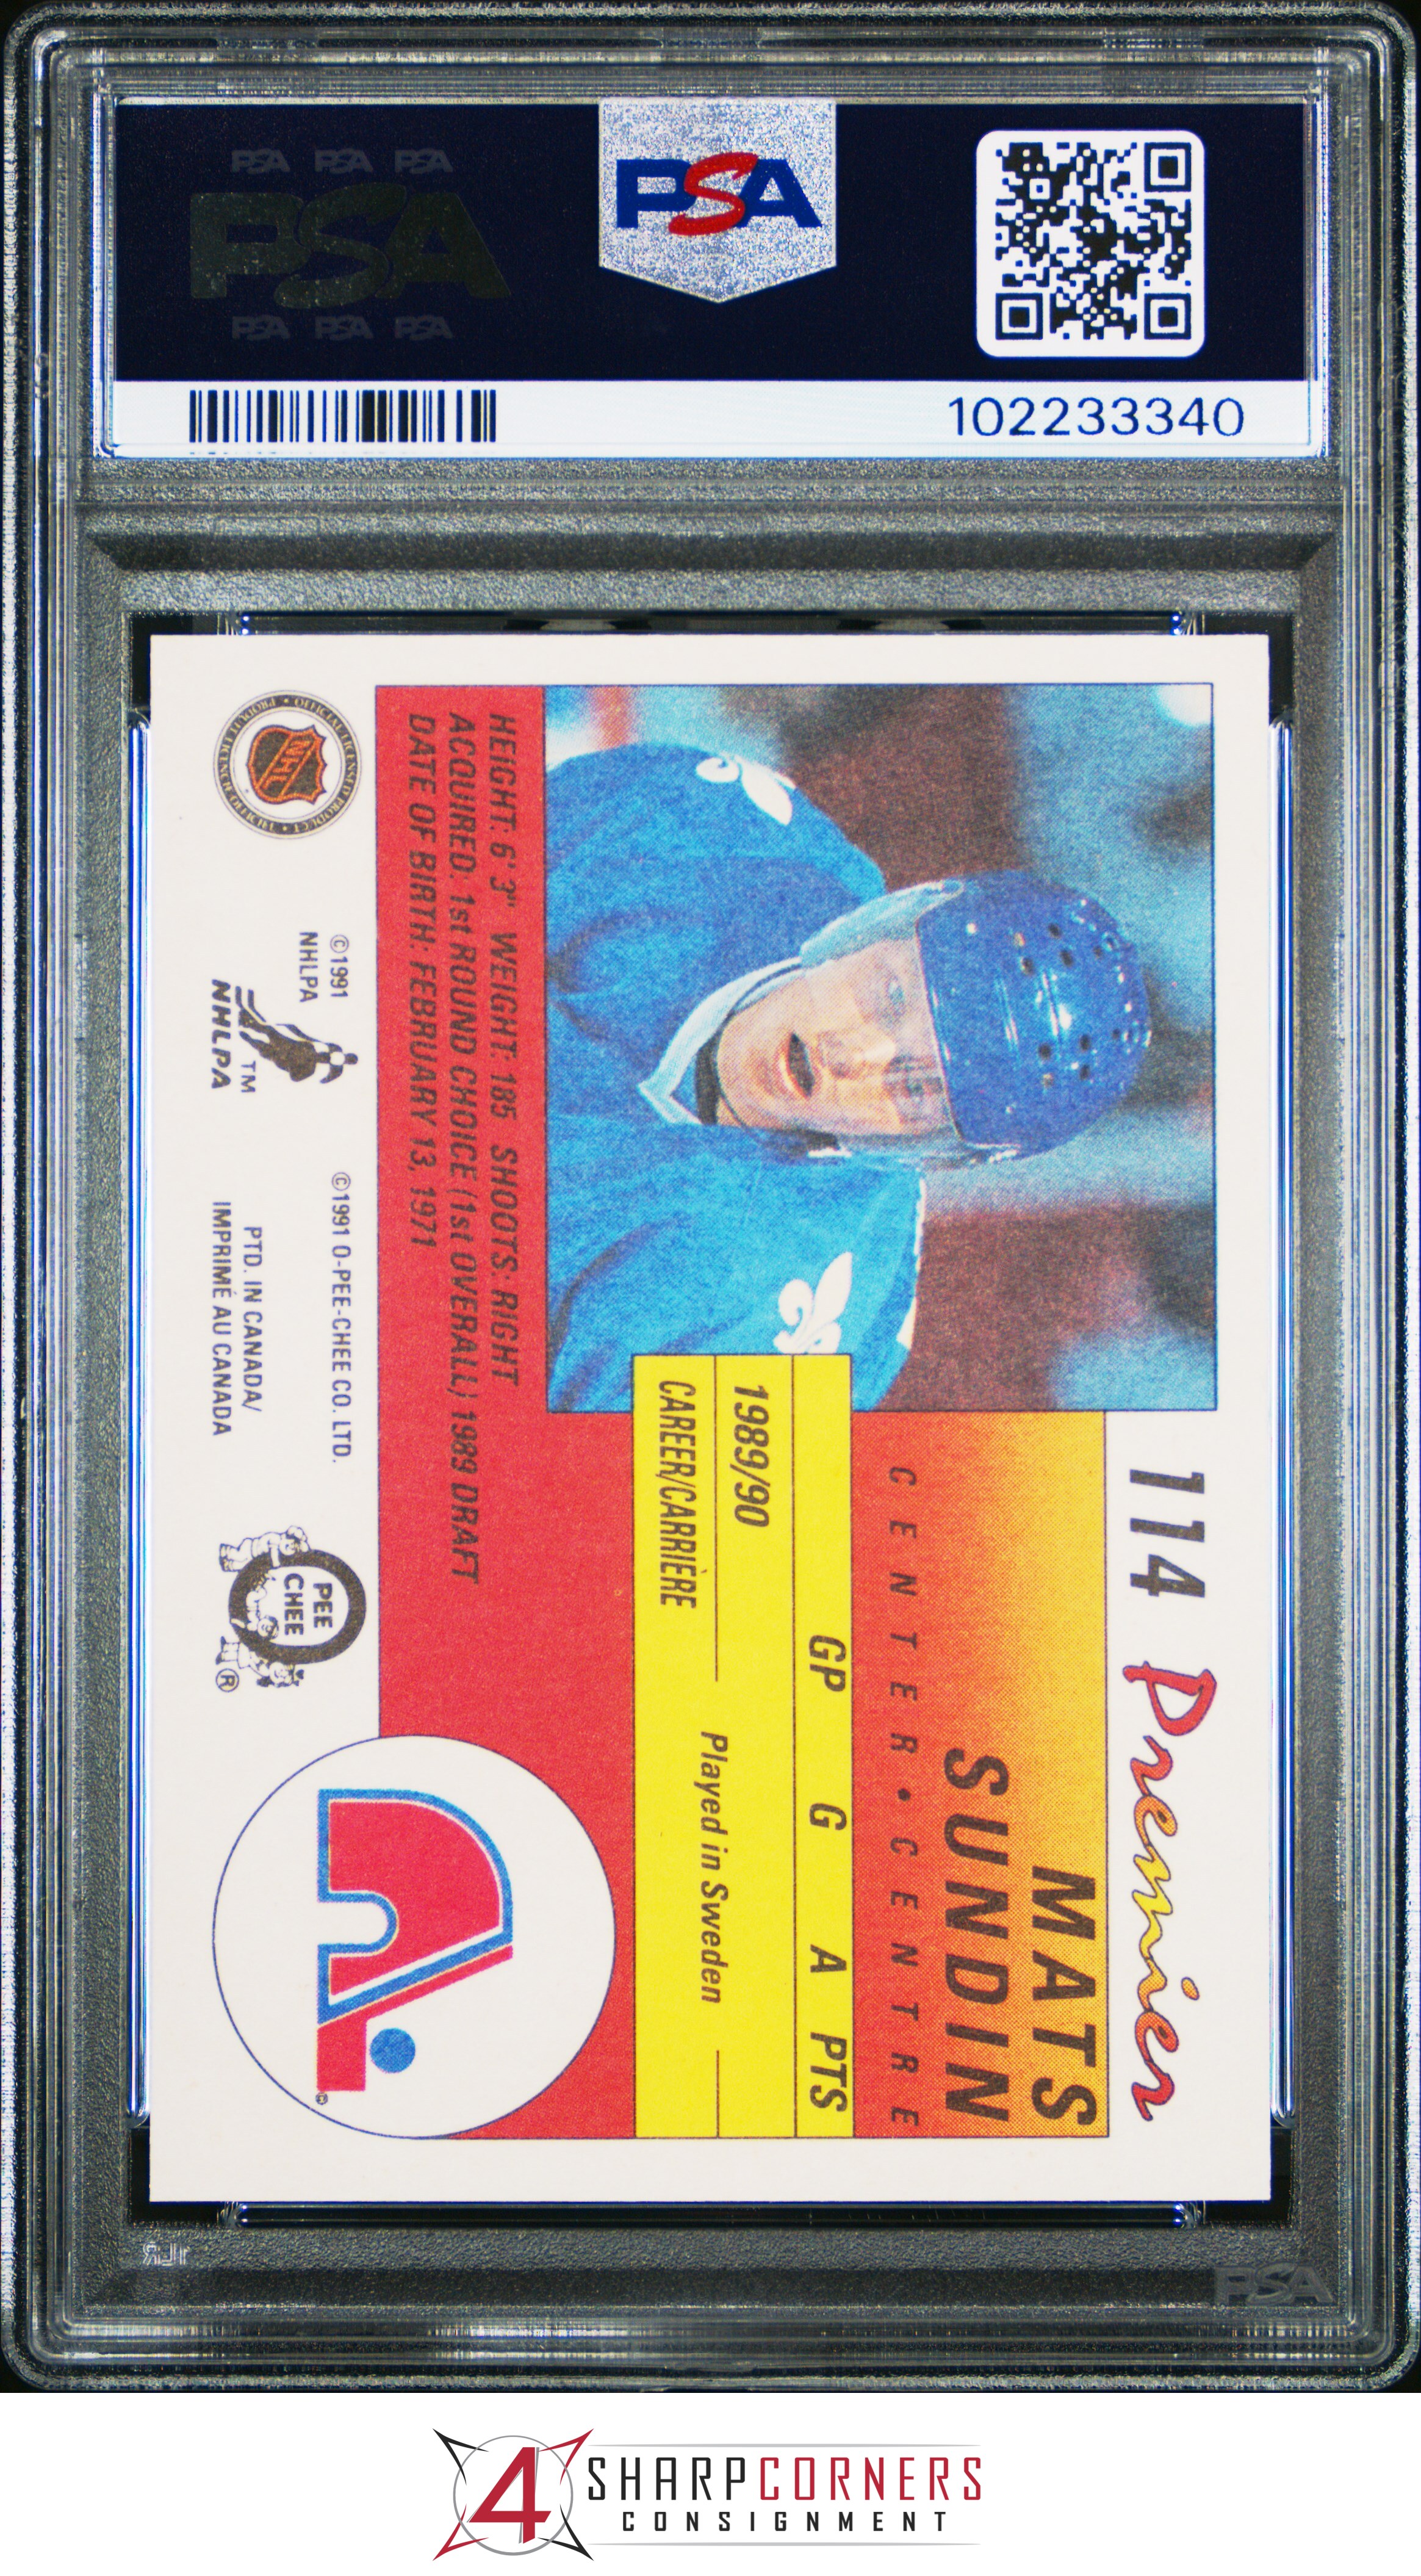 PSA PSA PSA
PSA
PSA PSA PSA
PSA
102233340
114 Premier
MATS
SUNDIN
CENTER • CENTRE
GP G A PTS
1989/90
Played in Sweden
CAREER/CARRIÈRE
HEIGHT: 6' 3" WEIGHT: 185 SHOOTS: RIGHT
ACQUIRED: 1st ROUND CHOICE (1st OVERALL) 1989 DRAFT
DATE OF BIRTH: FEBRUARY 13, 1971
NHL
©1991
NHLPA
NHLPA
TM
©1991 O-PEE-CHEE CO. LTD.
PTD. IN CANADA/
IMPRIMÉ AU CANADA
O
PEE
CHEE
®
©
PSA
4
SHARPCORNERS
CONSIGNMENT